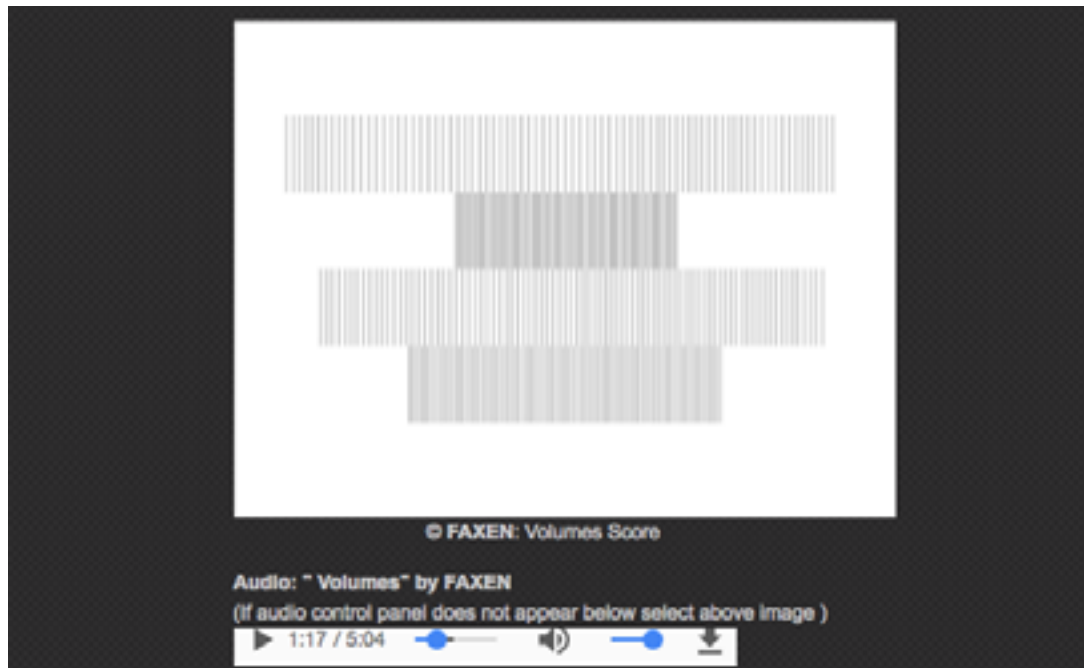 © FAXEN: Volumes Score
Audio: " Volumes" by FAXEN
(If audio control panel does not appear below select above image )
1:17 / 5:04